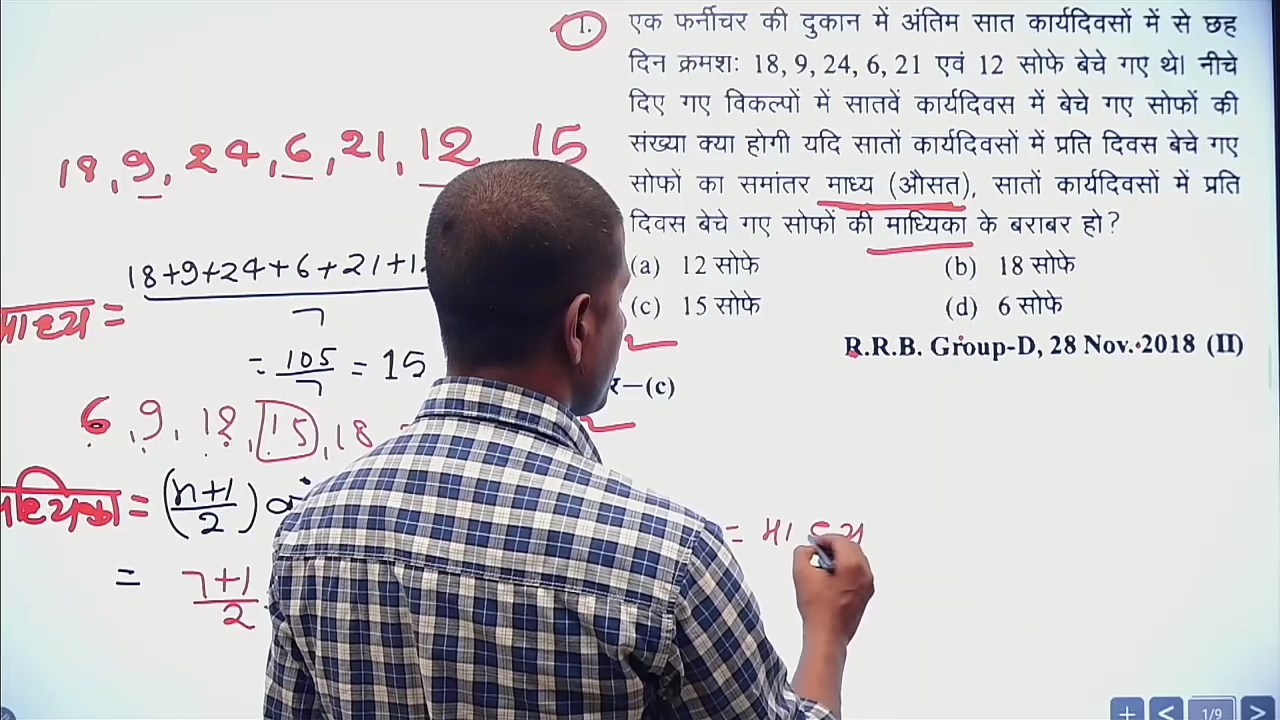 1. एक फर्नीचर की दुकान में अंतिम सात कार्यदिवसों में से छह
दिन क्रमश: 18, 9, 24, 6, 21 एवं 12 सोफे बेचे गए थे। नीचे
दिए गए विकल्पों में सातवें कार्यदिवस में बेचे गए सोफों की
संख्या क्या होगी यदि सातों कार्यदिवसों में प्रति दिवस बेचे गए
सोफों का समांतर माध्य (औसत), सातों कार्यदिवसों में प्रति
दिवस बेचे गए सोफों की माध्यिका के बराबर हो?
(a) 12 सोफे (b) 18 सोफे
(c) 15 सोफे (d) 6 सोफे
R.R.B. Group-D, 28 Nov. 2018 (II)
–(c)
18, 9, 24, 6, 21, 12 15
18+9+24+6+21+1
माध्य =
7
= 105/7 = 15
6, 9, 12, 15, 18
= (n+1/2)
= 7+1/2
= माध्य
+ < 1/9 >